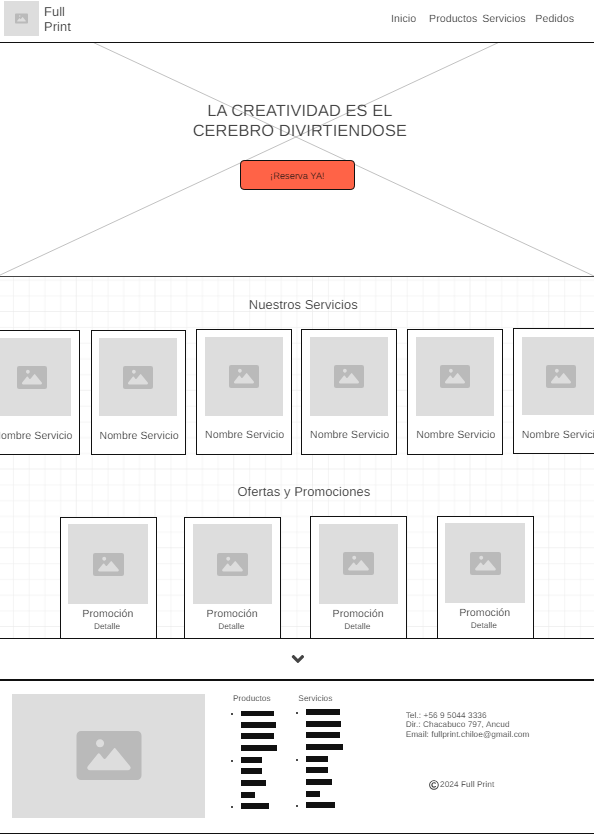 Full
Print
Inicio Productos Servicios Pedidos
LA CREATIVIDAD ES EL
CEREBRO DIVIRTIENDOSE
¡Reserva YA!
Nuestros Servicios
Nombre Servicio Nombre Servicio Nombre Servicio Nombre Servicio Nombre Servicio
Ofertas y Promociones
Promoción Promoción Promoción Promoción
Detalle Detalle Detalle Detalle
Productos Servicios
Tel.: +56 9 5044 3336
Dir.: Chacabuco 797, Ancud
Email: fullprint.chiloe@gmail.com
©2024 Full Print